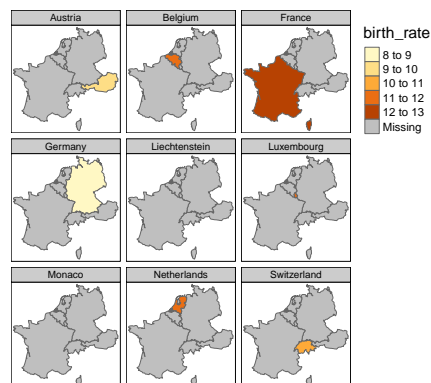 Austria
Belgium
France
birth_rate
8 to 9
9 to 10
10 to 11
11 to 12
12 to 13
Missing
Germany
Liechtenstein
Luxembourg
Monaco
Netherlands
Switzerland